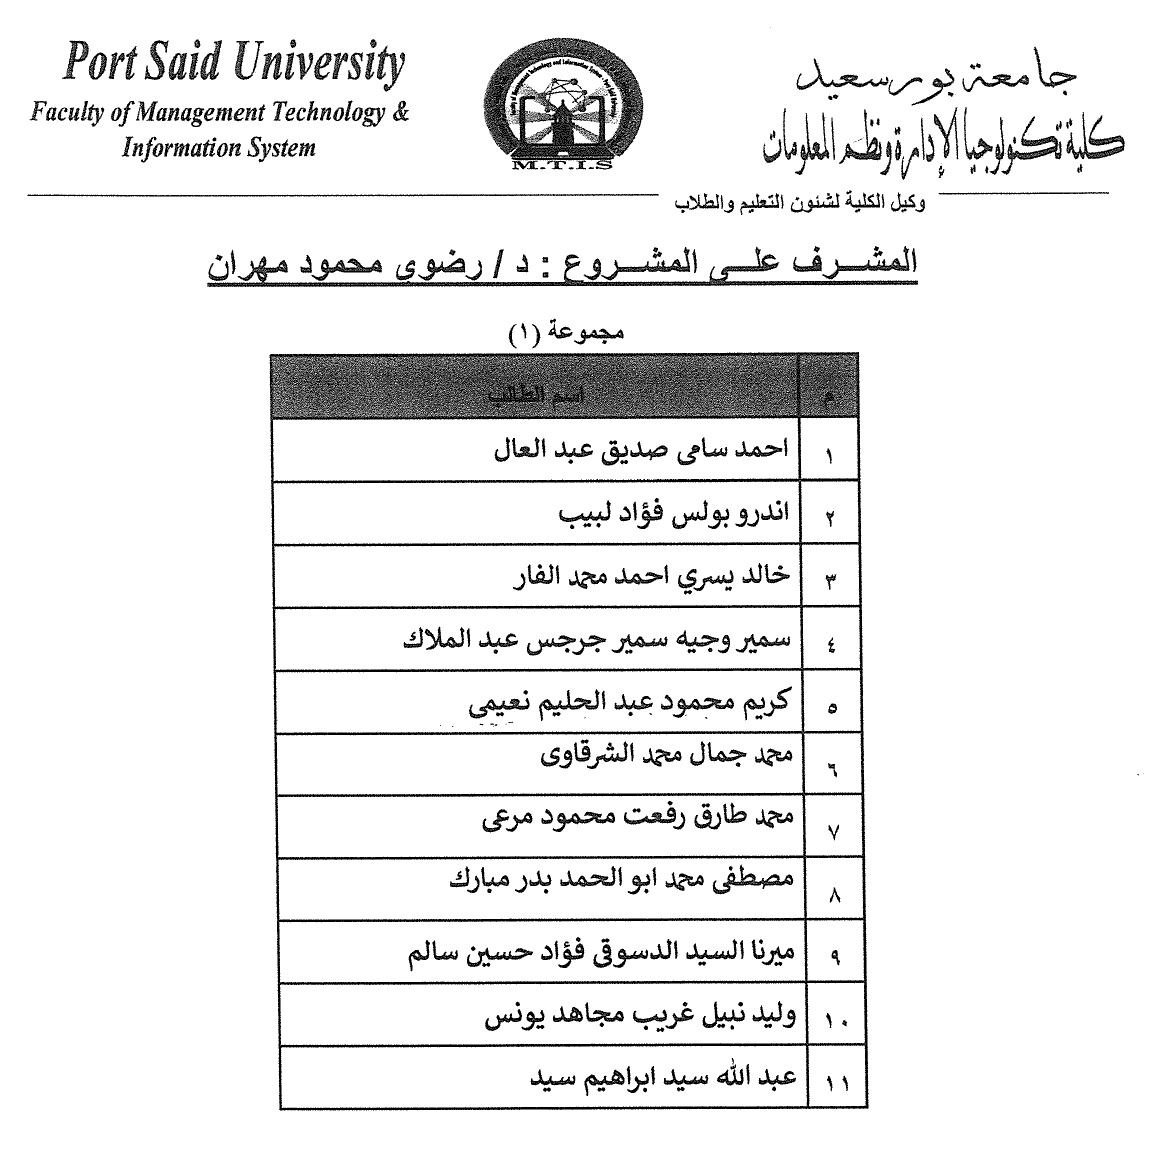 Port Said University
Faculty of Management Technology &
Information System
M.T.I.S
جامعة بورسعيد
كلية تكنولوجيا الإدارة ونظم المعلومات
وكيل الكلية لشئون التعليم والطلاب
المشرف على المشروع : د / رضوى محمود مهران
مجموعة (١)
م اسم الطالب
١ احمد سامى صديق عبد العال
٢ اندرو بولس فؤاد لبيب
٣ خالد يسري احمد محمد الفار
٤ سمير وجيه سمير جرجس عبد الملاك
٥ كريم محمود عبد الحليم نعيمى
٦ محمد جمال محمد الشرقاوى
٧ محمد طارق رفعت محمود مرعى
٨ مصطفى محمد ابو الحمد بدر مبارك
٩ ميرنا السيد الدسوقى فؤاد حسين سالم
١٠ وليد نبيل غريب مجاهد يونس
١١ عبد الله سيد ابراهيم سيد